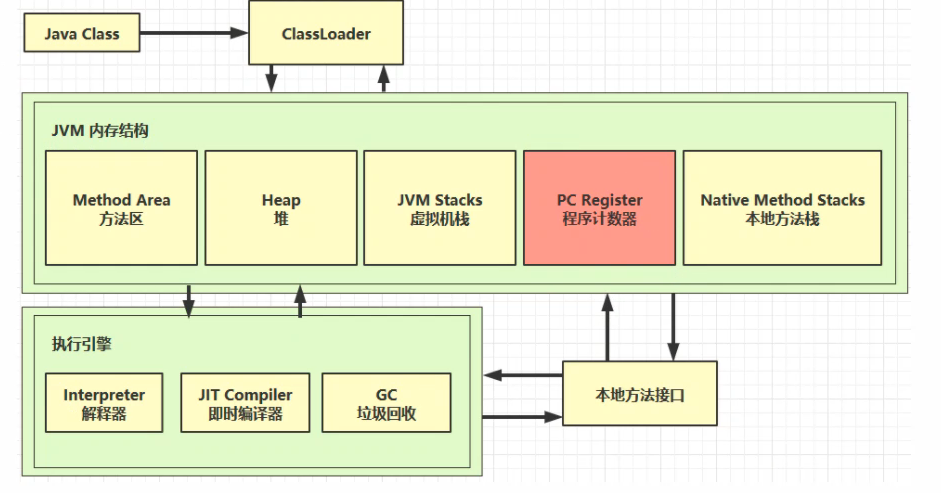 Java Class
ClassLoader
JVM 内存结构
Method Area
方法区
Heap
堆
JVM Stacks
虚拟机栈
PC Register
程序计数器
Native Method Stacks
本地方法栈
执行引擎
Interpreter
解释器
JIT Compiler
即时编译器
GC
垃圾回收
本地方法接口